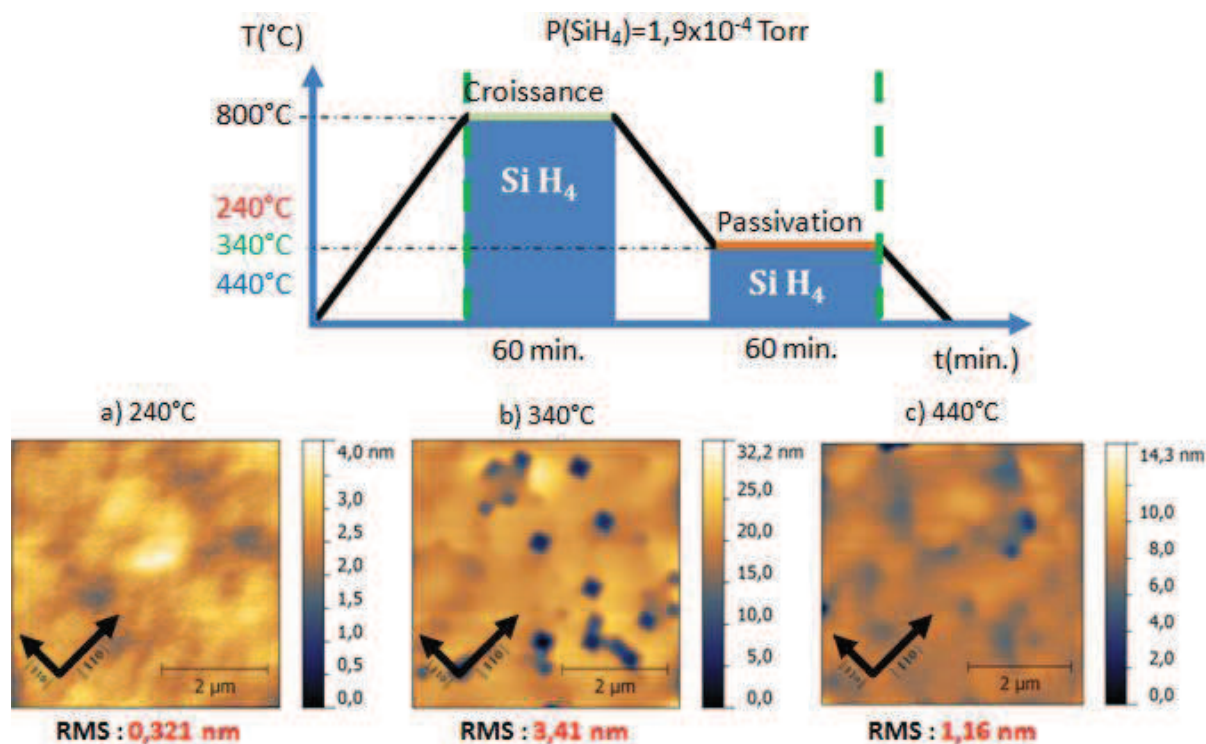 T(°C)
P(SiH₄)=1,9x10⁻⁴ Torr
Croissance
800°C
Si H₄
240°C
340°C
440°C
Passivation
Si H₄
60 min.
60 min.
t(min.)
a) 240°C
4,0 nm
3,0
2,5
2,0
1,5
1,0
0,5
0,0
2 µm
RMS : 0,321 nm
b) 340°C
32,2 nm
25,0
20,0
15,0
10,0
5,0
0,0
2 µm
RMS : 3,41 nm
c) 440°C
14,3 nm
10,0
8,0
6,0
4,0
2,0
0,0
2 µm
RMS : 1,16 nm